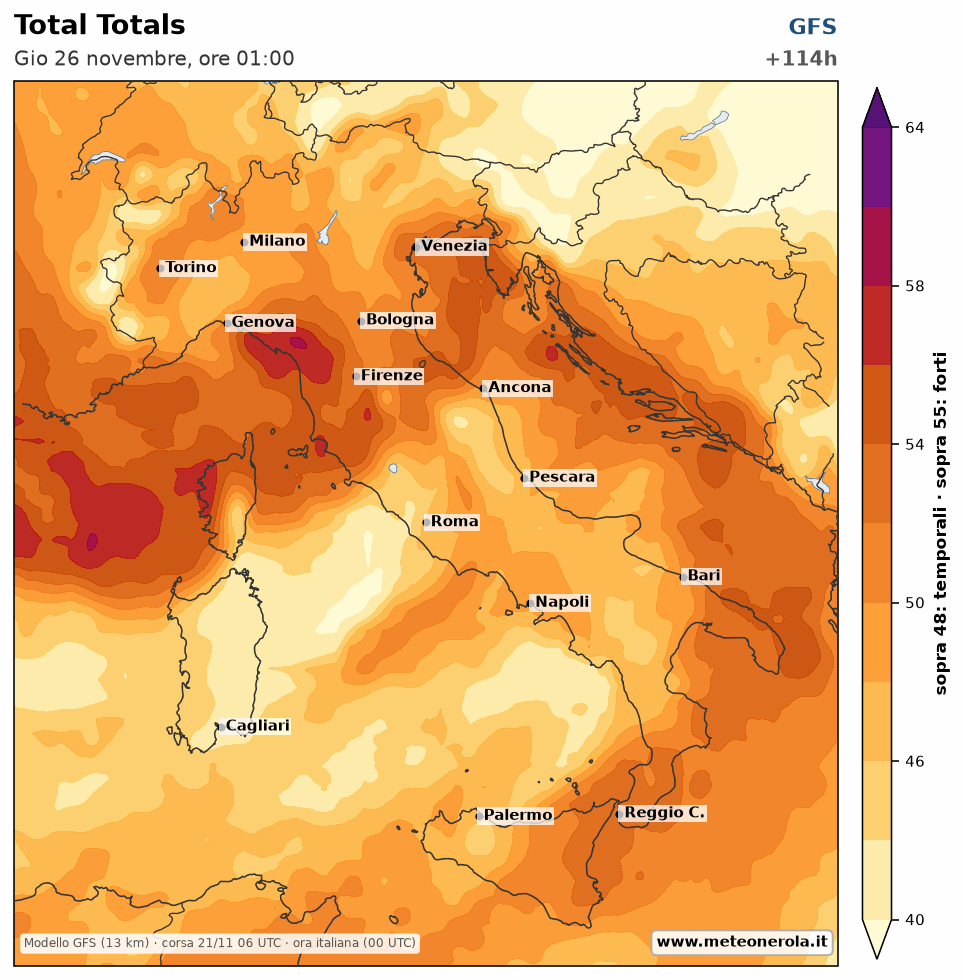 Total Totals
GFS
Gio 26 novembre, ore 01:00
+114h
Milano
Venezia
Torino
Genova
Bologna
Firenze
Ancona
Pescara
Roma
Bari
Napoli
Cagliari
Palermo
Reggio C.
64
58
54
50
46
40
sopra 48: temporali · sopra 55: forti
Modello GFS (13 km) · corsa 21/11 06 UTC · ora italiana (00 UTC)
www.meteonerola.it